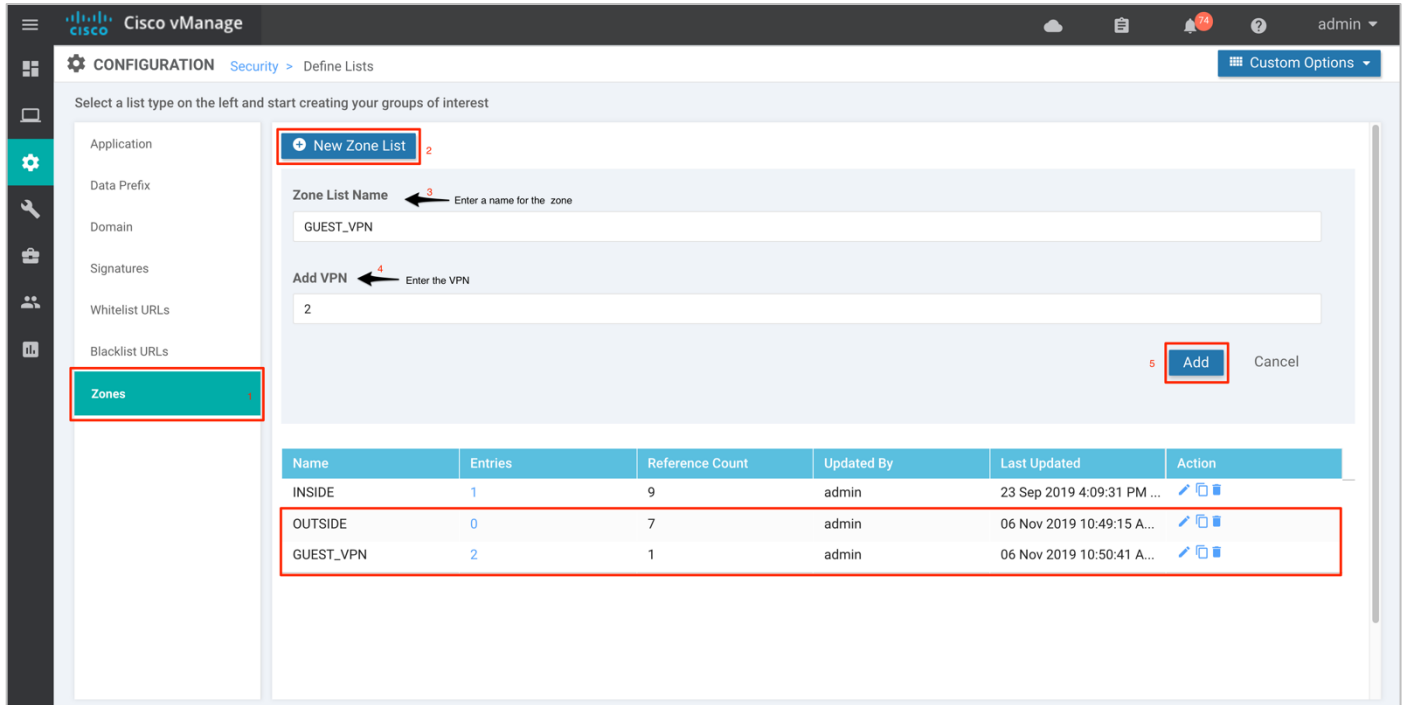 cisco Cisco vManage 74 admin
CONFIGURATION Security > Define Lists Custom Options
Select a list type on the left and start creating your groups of interest
Application
Data Prefix
Domain
Signatures
Whitelist URLs
Blacklist URLs
Zones 1
New Zone List 2
Zone List Name 3 Enter a name for the zone
GUEST_VPN
Add VPN 4 Enter the VPN
2
5 Add Cancel
Name Entries Reference Count Updated By Last Updated Action
INSIDE 1 9 admin 23 Sep 2019 4:09:31 PM ...
OUTSIDE 0 7 admin 06 Nov 2019 10:49:15 A...
GUEST_VPN 2 1 admin 06 Nov 2019 10:50:41 A...